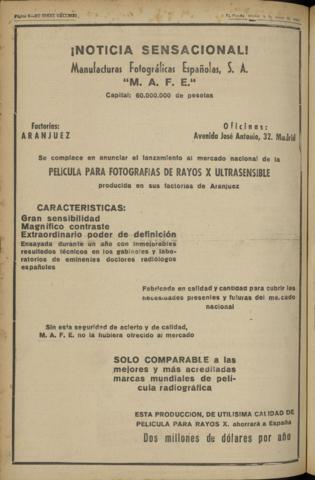 ¡NOTICIA SENSACIONAL!
Manufacturas Fotográficas Españolas, S. A.
"M. A. F. E."
Capital: 60.000.000 de pesetas
Factorías:
ARANJUEZ
Oficinas:
Avenida José Antonio, 32. Madrid
Se complace en anunciar el lanzamiento al mercado nacional de la
PELICULA PARA FOTOGRAFIAS DE RAYOS X ULTRASENSIBLE
producida en sus factorías de Aranjuez
CARACTERISTICAS:
Gran sensibilidad
Magnífico contraste
Extraordinario poder de definición
Ensayada durante un año con inmejorables
resultados técnicos en los gabinetes y labo-
ratorios de eminentes doctores radiólogos
españoles
Fabricada en calidad y cantidad para cubrir las
necesidades presentes y futuras del mercado
nacional
Sin esta seguridad de acierto y de calidad,
M. A. F. E. no la hubiera ofrecido al mercado
SOLO COMPARABLE a las
mejores y más acreditadas
marcas mundiales de pelí-
cula radiográfica
ESTA PRODUCCION, DE UTILISIMA CALIDAD DE
PELICULA PARA RAYOS X. ahorrará a España
Dos millones de dólares por año